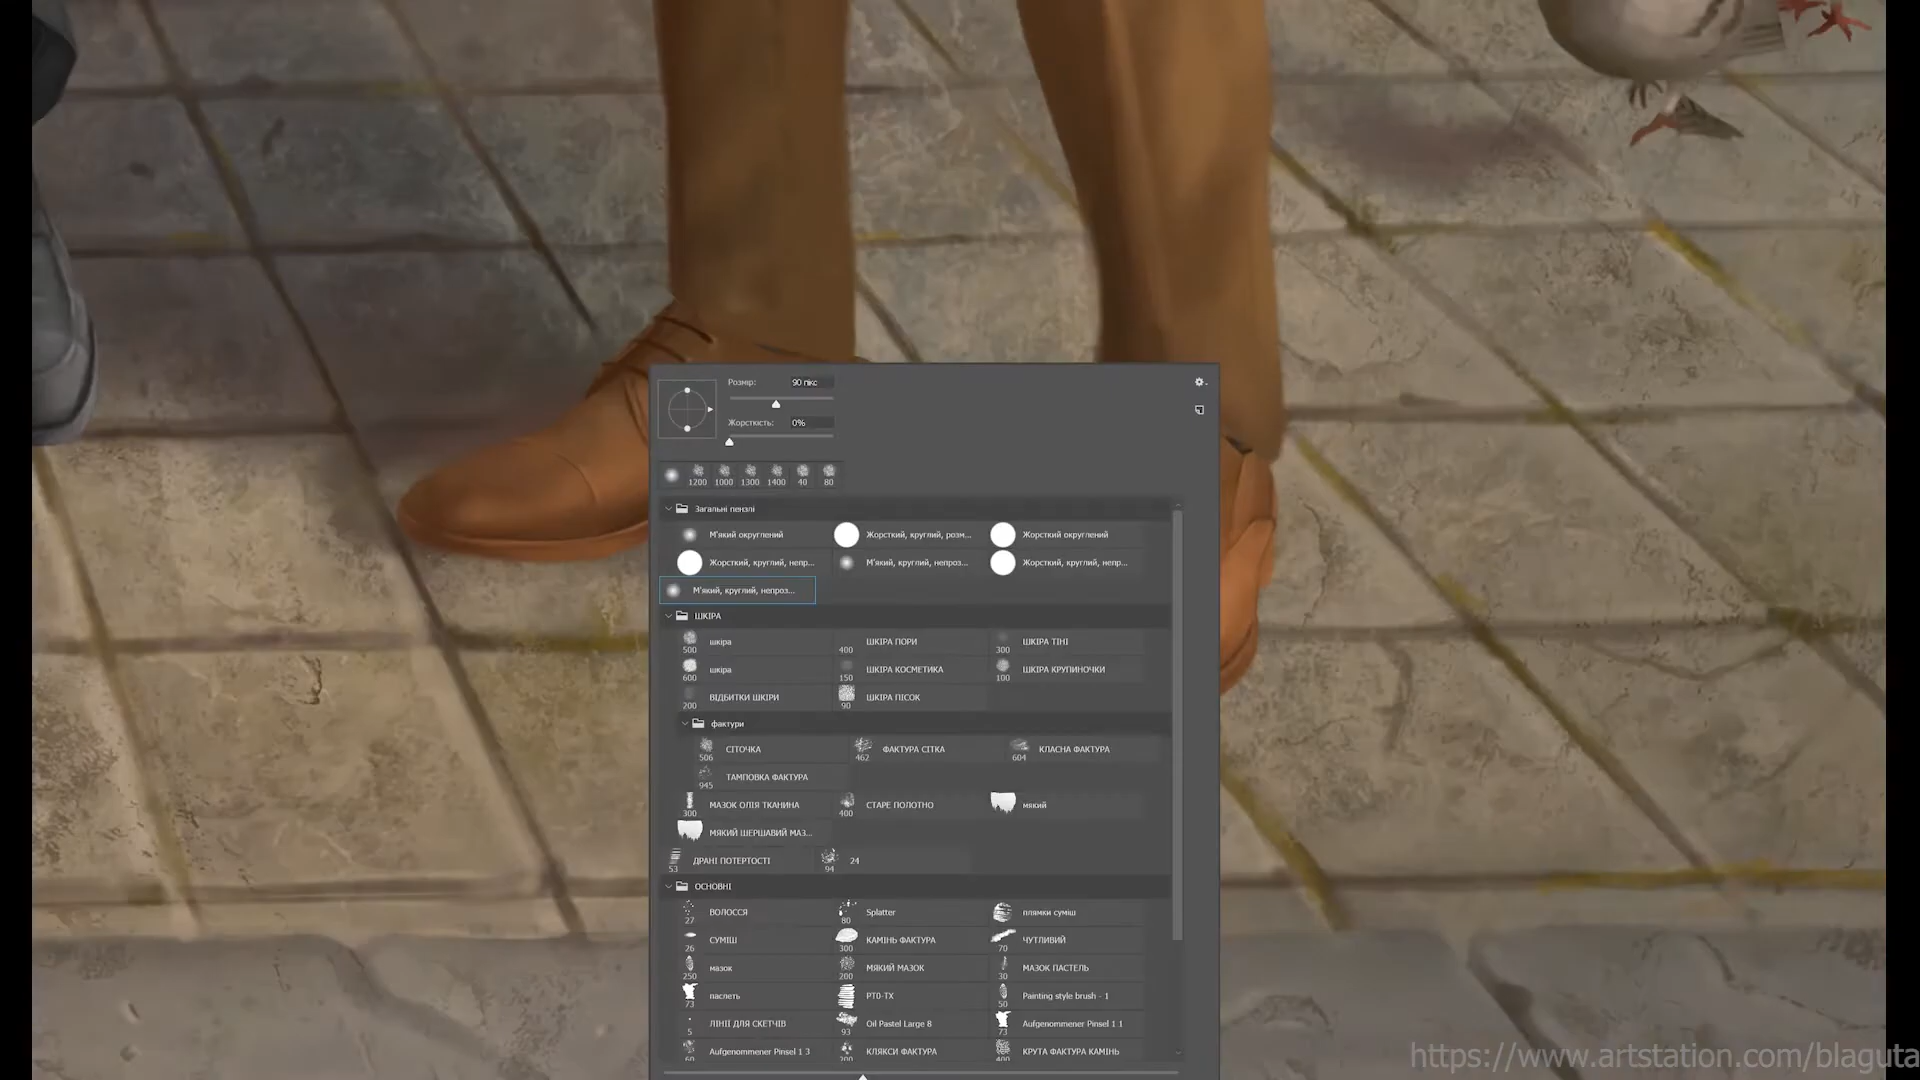 Розмір: 90 пікс
Жорсткість: 0%
1200 1000 1300 1400 40 80
Загальні пензлі
М'який округлений Жорсткий, круглий, розм... Жорсткий округлений
Жорсткий, круглий, непр... М'який, круглий, непроз... Жорсткий, круглий, непр...
М'який, круглий, непроз...
ШКІРА
500 шкіра 400 ШКІРА ПОРИ 300 ШКІРА ТІНІ
600 шкіра 150 ШКІРА КОСМЕТИКА 100 ШКІРА КРУПИНОЧКИ
200 ВІДБИТКИ ШКІРИ 90 ШКІРА ПІСОК
фактури
506 СІТОЧКА 462 ФАКТУРА СІТКА 604 КЛАСНА ФАКТУРА
945 ТАМПОВКА ФАКТУРА
300 МАЗОК ОЛІЯ ТКАНИНА 400 СТАРЕ ПОЛОТНО мякий
МЯКИЙ ШЕРШАВИЙ МАЗ...
53 ДРАНІ ПОТЕРТОСТІ 94 24
ОСНОВНІ
27 ВОЛОССЯ 80 Splatter плямки суміш
26 СУМІШ 300 КАМІНЬ ФАКТУРА 70 ЧУТЛИВИЙ
250 мазок 200 МЯКИЙ МАЗОК 30 МАЗОК ПАСТЕЛЬ
73 паслеть PT0-TX 50 Painting style brush - 1
5 ЛІНІЇ ДЛЯ СКЕТЧІВ 93 Oil Pastel Large 8 73 Aufgenommener Pinsel 1 1
60 Aufgenommener Pinsel 1 3 200 КЛЯКСИ ФАКТУРА 400 КРУТА ФАКТУРА КАМІНЬ
https://www.artstation.com/blaguta